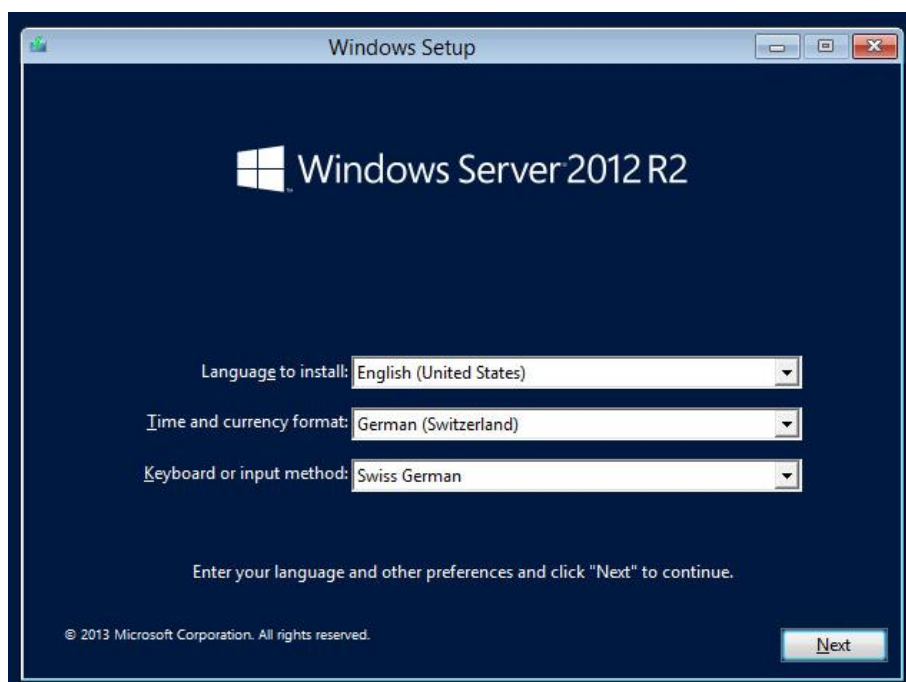 Windows Setup
Windows Server 2012 R2
Language to install: English (United States)
Time and currency format: German (Switzerland)
Keyboard or input method: Swiss German
Enter your language and other preferences and click "Next" to continue.
© 2013 Microsoft Corporation. All rights reserved.
Next